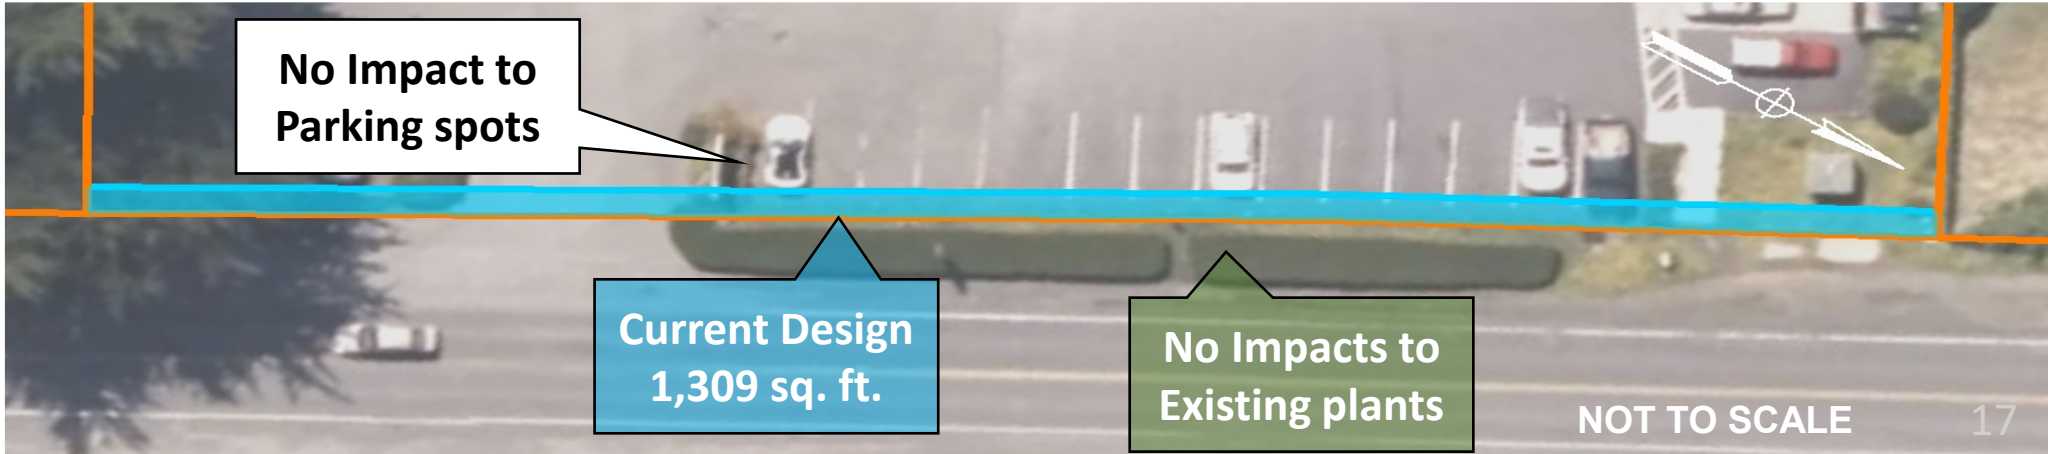 No Impact to
Parking spots
Current Design
1,309 sq. ft.
No Impacts to
Existing plants
NOT TO SCALE
17